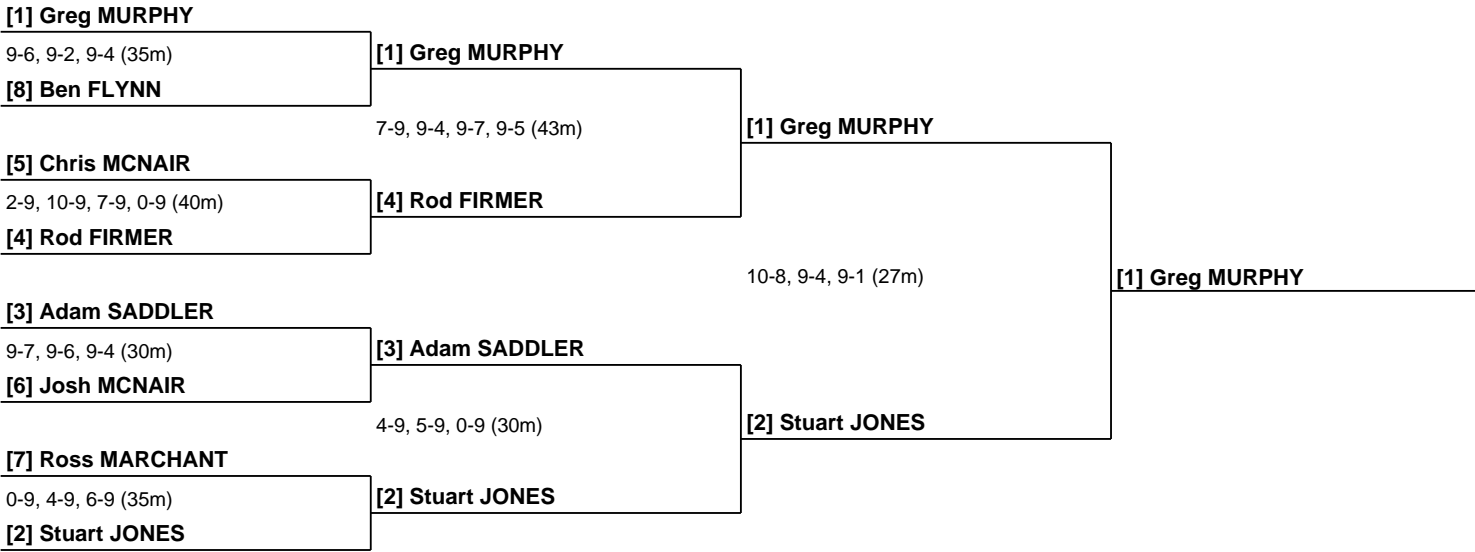 [1] Greg MURPHY
9-6, 9-2, 9-4 (35m)
[1] Greg MURPHY
[8] Ben FLYNN
7-9, 9-4, 9-7, 9-5 (43m)
[1] Greg MURPHY
[5] Chris MCNAIR
2-9, 10-9, 7-9, 0-9 (40m)
[4] Rod FIRMER
[4] Rod FIRMER
10-8, 9-4, 9-1 (27m)
[1] Greg MURPHY
[3] Adam SADDLER
9-7, 9-6, 9-4 (30m)
[3] Adam SADDLER
[6] Josh MCNAIR
4-9, 5-9, 0-9 (30m)
[2] Stuart JONES
[7] Ross MARCHANT
0-9, 4-9, 6-9 (35m)
[2] Stuart JONES
[2] Stuart JONES